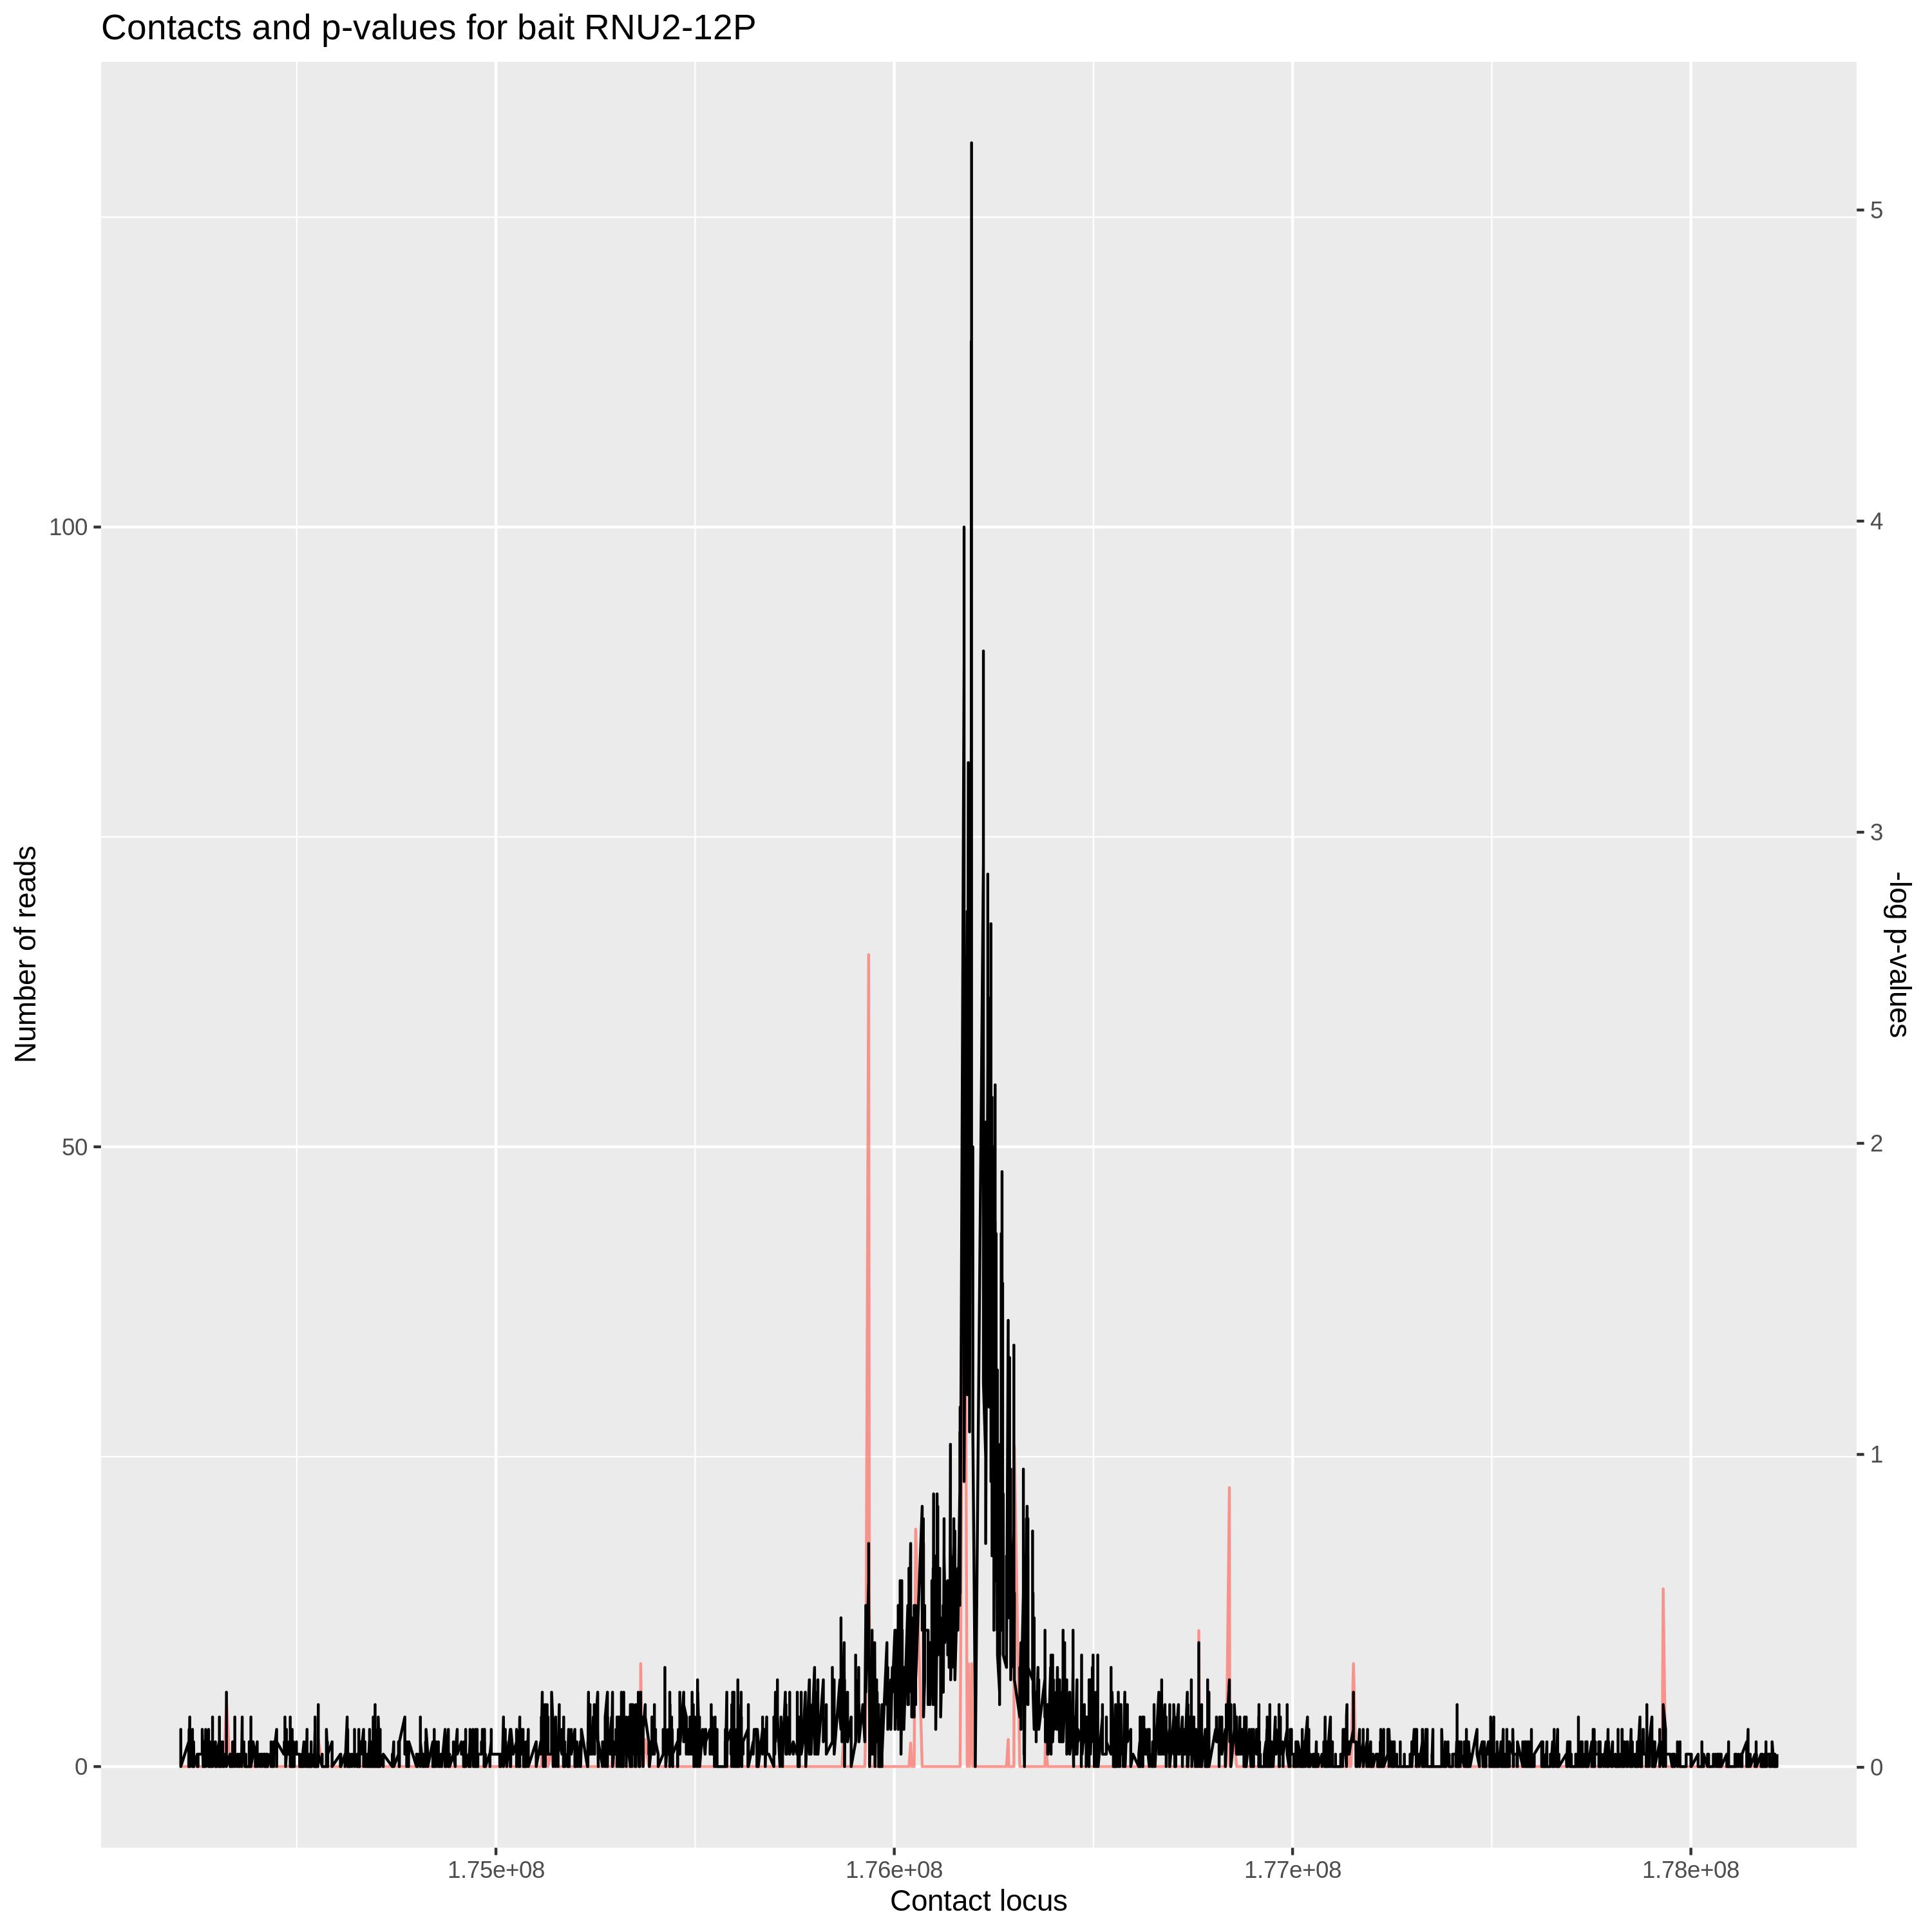 Contacts and p-values for bait RNU2-12P
Number of reads
100
50
0
5
4
3
2
1
0
-log p-values
1.75e+08
1.76e+08
1.77e+08
1.78e+08
Contact locus